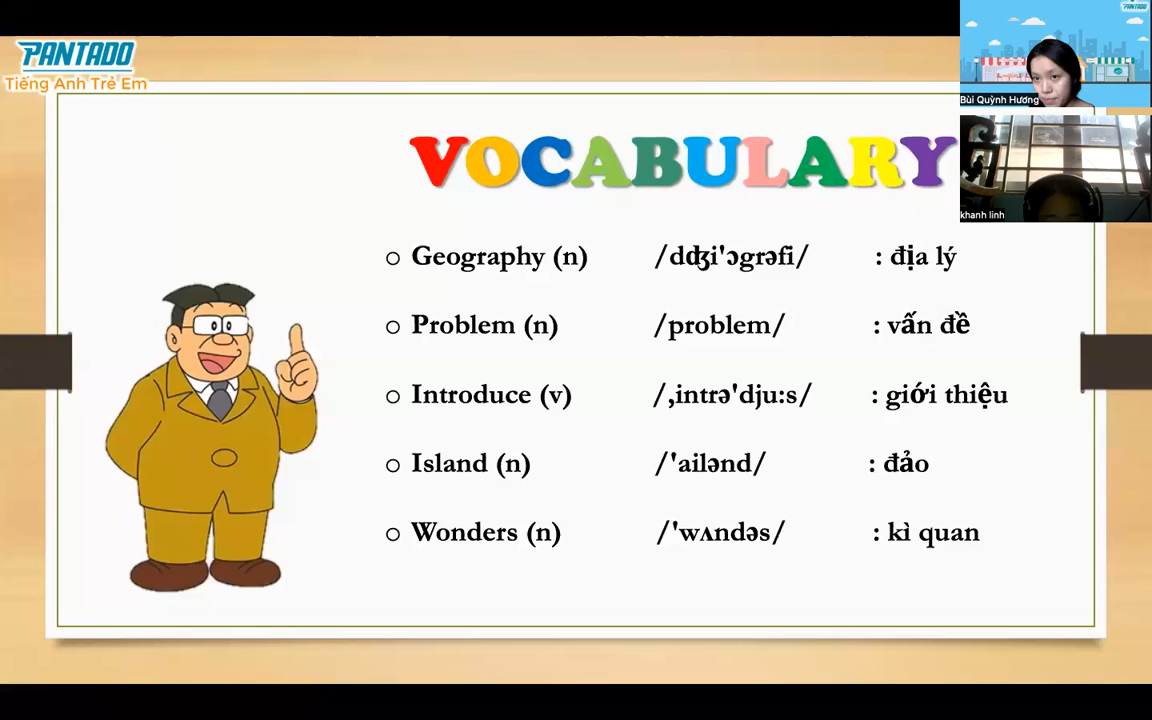 PANTADO
Tiếng Anh Trẻ Em
PANTADO
Bùi Quỳnh Hương
khanh linh
VOCABULARY
Geography (n) /dʤi'ɔgrəfi/ : địa lý
Problem (n) /problem/ : vấn đề
Introduce (v) /,intrə'dju:s/ : giới thiệu
Island (n) /'ailənd/ : đảo
Wonders (n) /'wʌndəs/ : kì quan